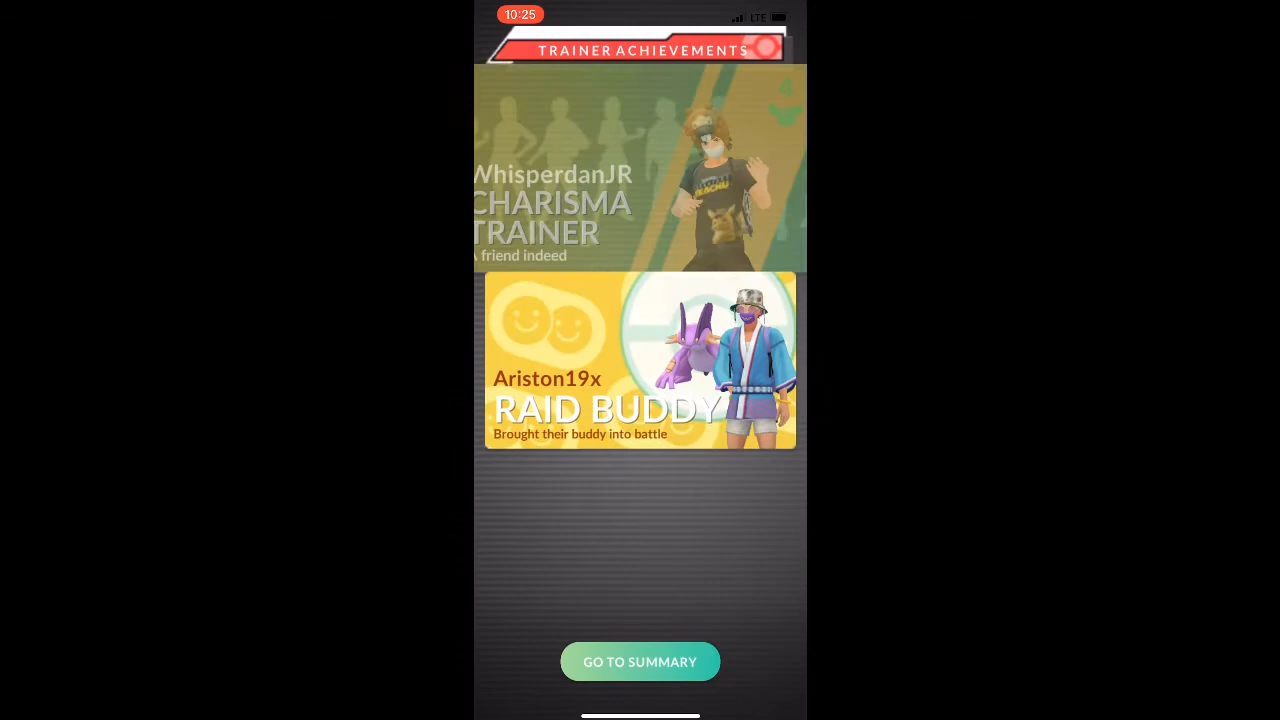 10:25
LTE
TRAINER ACHIEVEMENTS
4
WhisperdanJR
CHARISMA
TRAINER
A friend indeed
Ariston19x
RAID BUDDY
Brought their buddy into battle
GO TO SUMMARY